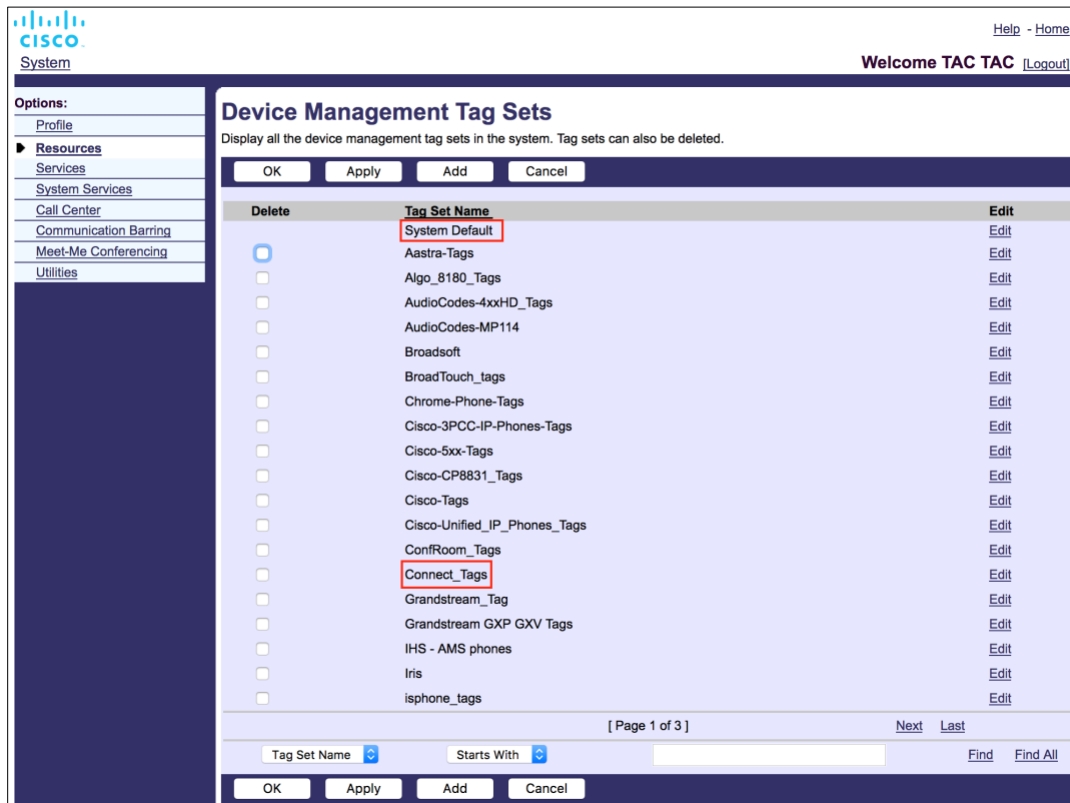 CISCO
Help - Home
System
Welcome TAC TAC [Logout]
Options:
Profile
Resources
Services
System Services
Call Center
Communication Barring
Meet-Me Conferencing
Utilities
Device Management Tag Sets
Display all the device management tag sets in the system. Tag sets can also be deleted.
OK Apply Add Cancel
Delete Tag Set Name Edit
System Default Edit
Aastra-Tags Edit
Algo_8180_Tags Edit
AudioCodes-4xxHD_Tags Edit
AudioCodes-MP114 Edit
Broadsoft Edit
BroadTouch_tags Edit
Chrome-Phone-Tags Edit
Cisco-3PCC-IP-Phones-Tags Edit
Cisco-5xx-Tags Edit
Cisco-CP8831_Tags Edit
Cisco-Tags Edit
Cisco-Unified_IP_Phones_Tags Edit
ConfRoom_Tags Edit
Connect_Tags Edit
Grandstream_Tag Edit
Grandstream GXP GXV Tags Edit
IHS - AMS phones Edit
Iris Edit
isphone_tags Edit
[ Page 1 of 3 ] Next Last
Tag Set Name Starts With Find Find All
OK Apply Add Cancel